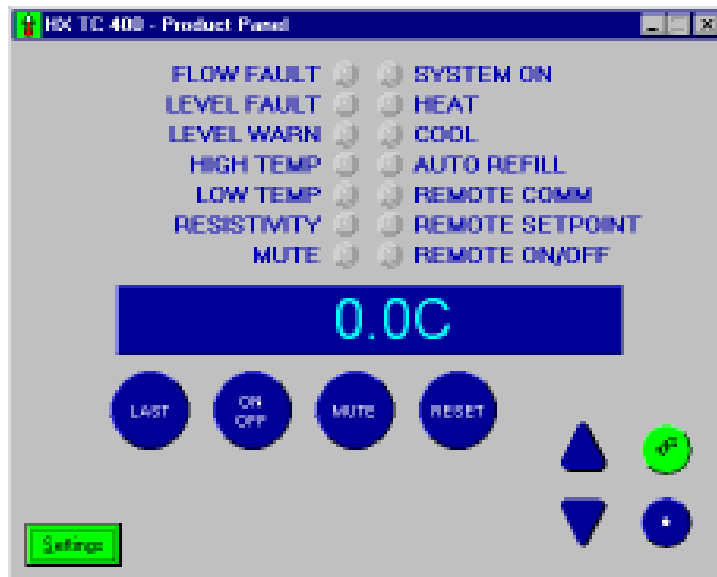 HX TC 400 - Product Panel
FLOW FAULT SYSTEM ON
LEVEL FAULT HEAT
LEVEL WARN COOL
HIGH TEMP AUTO REFILL
LOW TEMP REMOTE COMM
RESISTIVITY REMOTE SETPOINT
MUTE REMOTE ON/OFF
0.0C
LAST ON OFF MUTE RESET
Settings